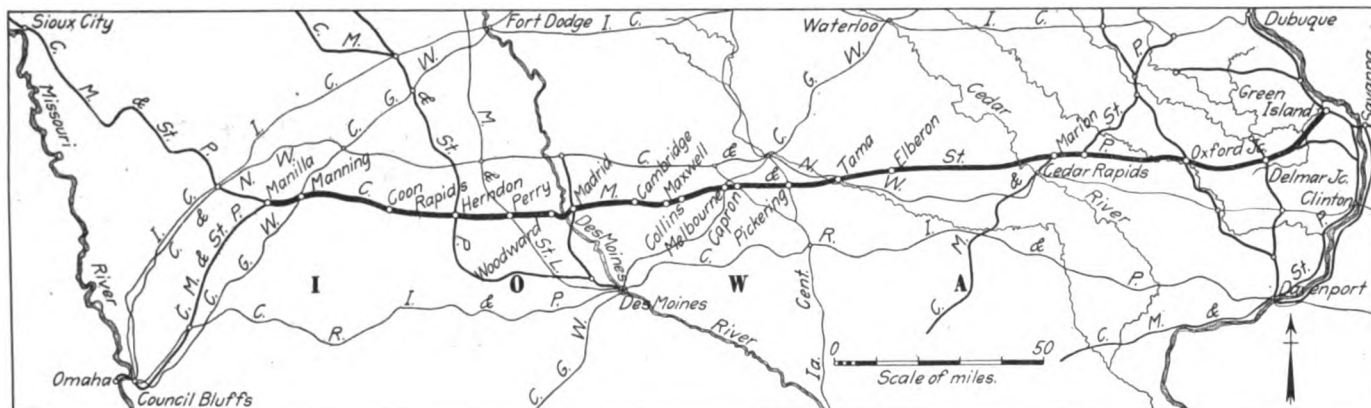 Sioux City
Fort Dodge
I. C.
Waterloo
I. C.
Dubuque
C. M. & St. P.
C. M. & St. P.
Missouri River
I. C.
C. G. W.
M. & St. L.
C. G. W.
Cedar River
P.
Green Island
C. & N. W.
Manilla
Manning
C.
Coon Rapids
Herndon
Perry
Woodward
Madrid
M.
Cambridge
Maxwell
Collins
Melbourne
Capron
Pickering
&
Tama
Elberon
St.
Marion
P.
Oxford Jc.
Delmar Jc.
Clinton
C. & N. W.
Cedar Rapids
I. C.
C. & N. W.
C. M. & St. P.
C. G. W.
Des Moines
I O W A
C. R. I. & P.
Des Moines
River
C. R. I. & P.
Ia. Cent.
C. M. & St. P.
Davenport
C. M. & St. P.
C. G. W.
Omaha
Council Bluffs
0 50
Scale of miles.